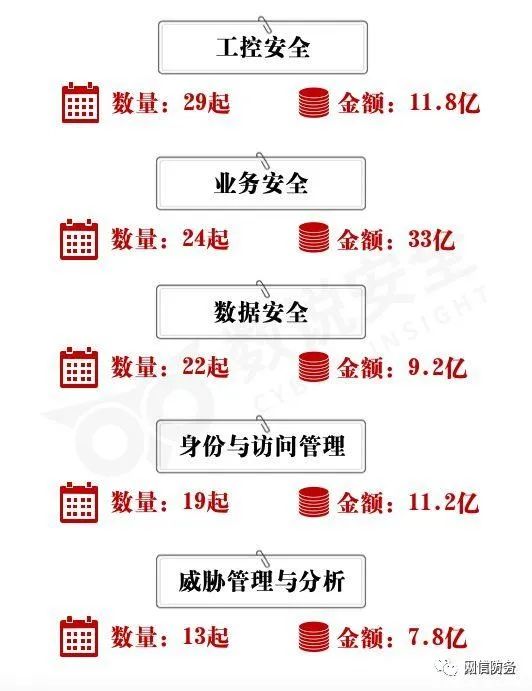 工控安全
数量：29起 金额：11.8亿
业务安全
数量：24起 金额：33亿
数据安全
数量：22起 金额：9.2亿
数说安全
CYBER INSIGHT
身份与访问管理
数量：19起 金额：11.2亿
威胁管理与分析
数量：13起 金额：7.8亿
网信防务